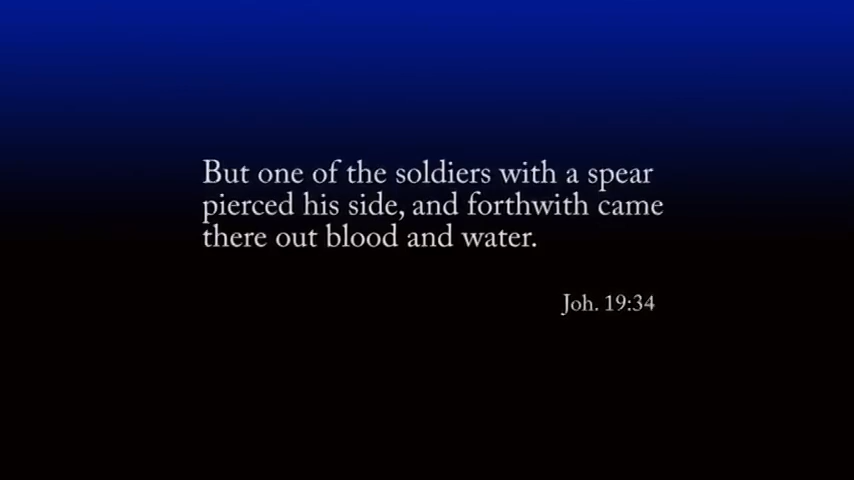 But one of the soldiers with a spear
pierced his side, and forthwith came
there out blood and water.
Joh. 19:34